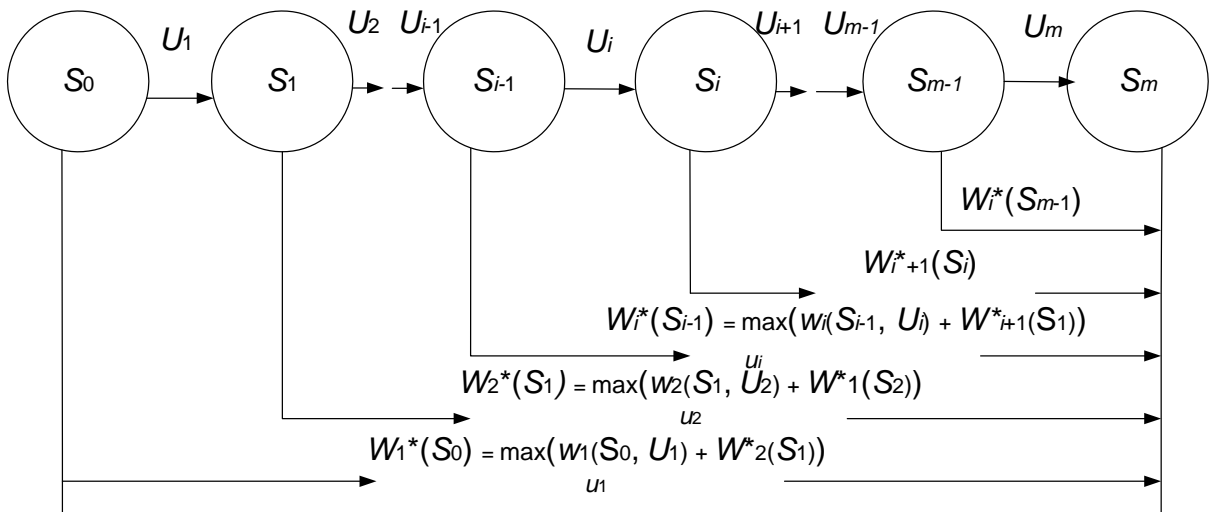 U1 U2 Ui-1 Ui Ui+1 Um-1 Um
S0 S1 Si-1 Si Sm-1 Sm
Wi*(Sm-1)
Wi*+1(Si)
Wi*(Si-1) = max(wi(Si-1, Ui) + W*i+1(S1))
ui
W2*(S1) = max(w2(S1, U2) + W*1(S2))
u2
W1*(S0) = max(w1(S0, U1) + W*2(S1))
u1